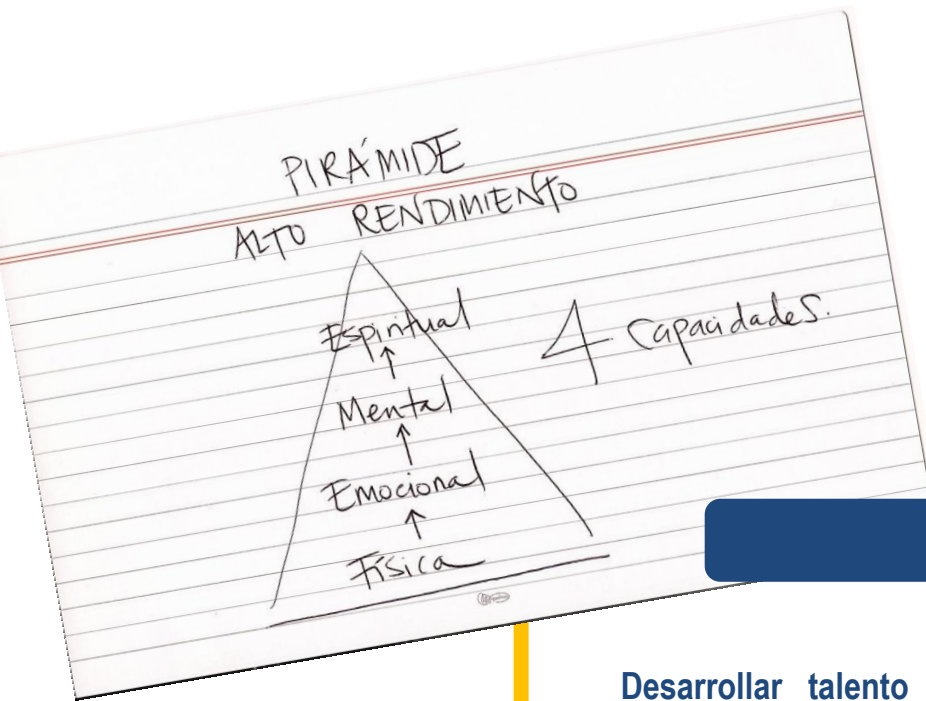 PIRÁMIDE
ALTO RENDIMIENTO
Espiritual
↑
Mental
↑
Emocional
↑
Física
4 Capacidades.
Desarrollar talento